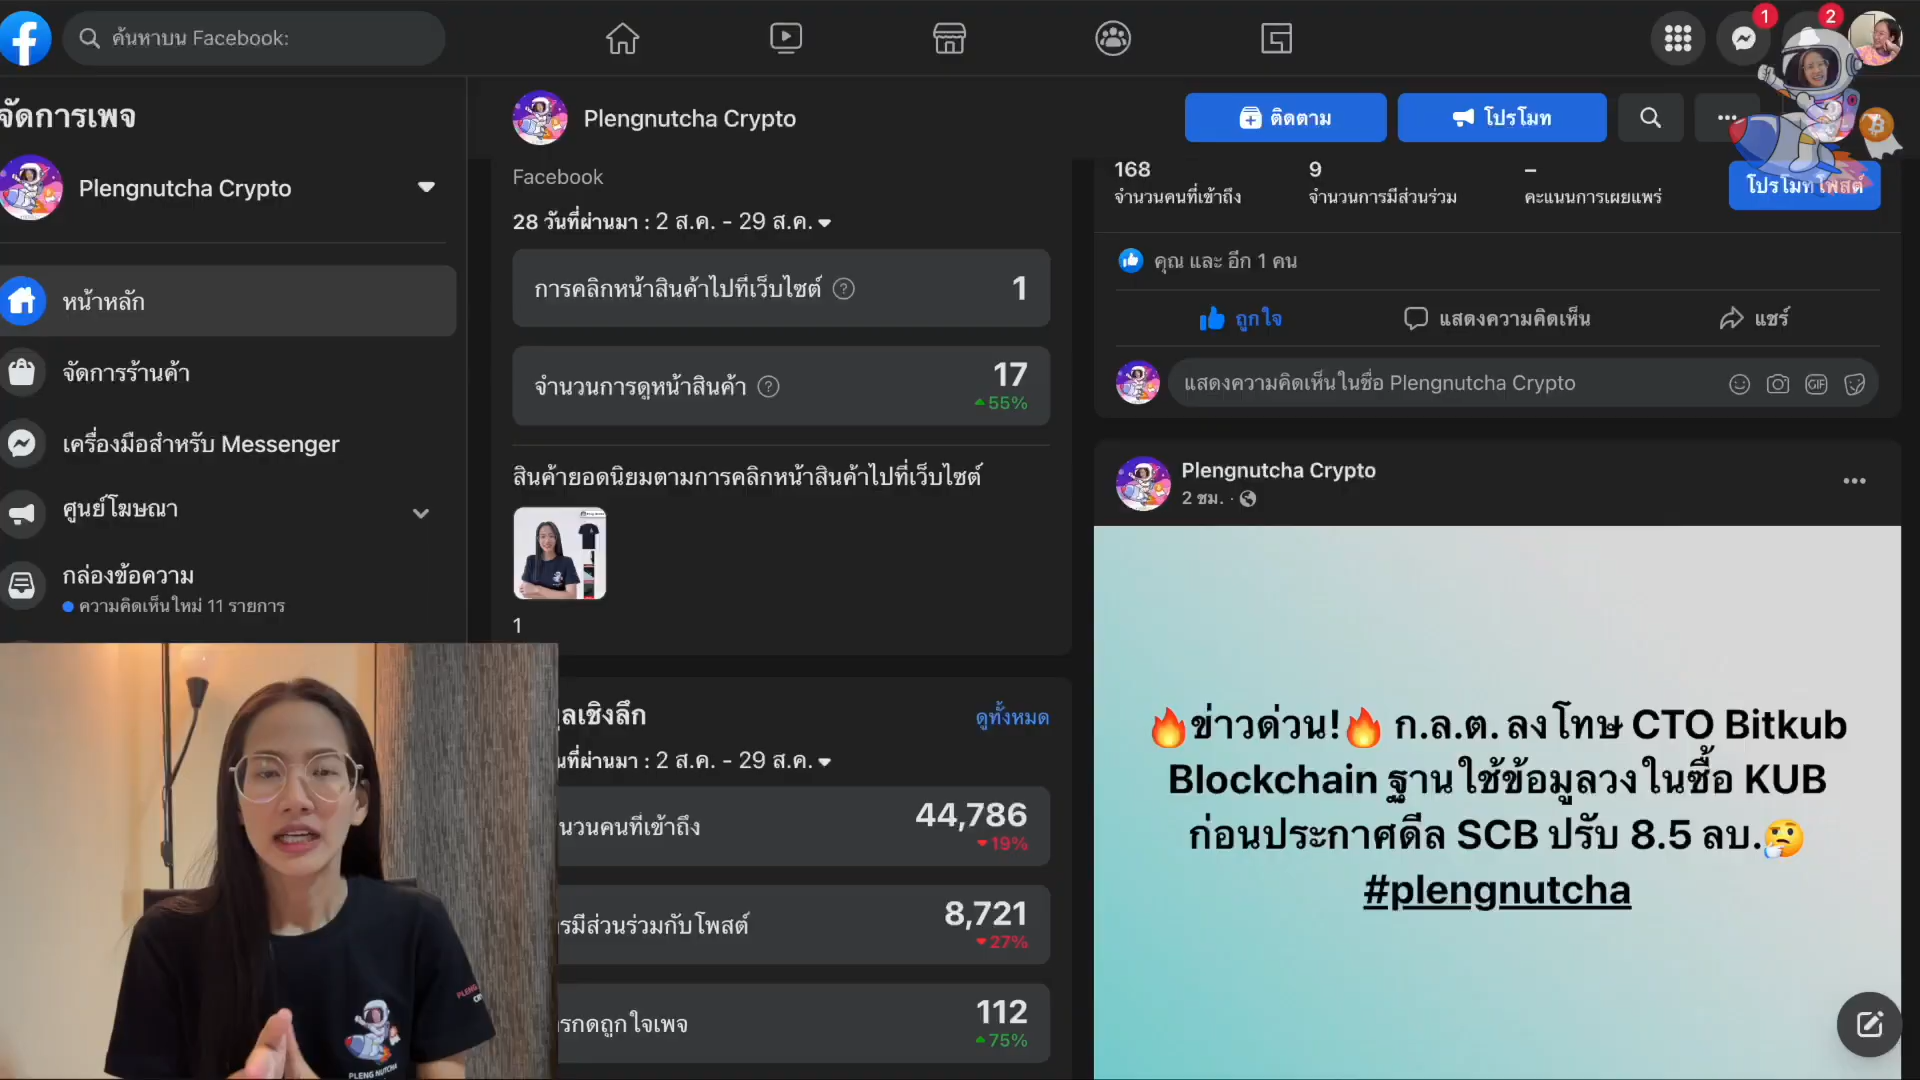 ค้นหาบน Facebook:
1
2
จัดการเพจ
Plengnutcha Crypto
หน้าหลัก
จัดการร้านค้า
เครื่องมือสำหรับ Messenger
ศูนย์โฆษณา
กล่องข้อความ
ความคิดเห็นใหม่ 11 รายการ
Plengnutcha Crypto
ติดตาม
โปรโมท
Facebook
28 วันที่ผ่านมา : 2 ส.ค. - 29 ส.ค.
การคลิกหน้าสินค้าไปที่เว็บไซต์ 1
จำนวนการดูหน้าสินค้า 17
55%
สินค้ายอดนิยมตามการคลิกหน้าสินค้าไปที่เว็บไซต์
1
ลเชิงลึก ดูทั้งหมด
นที่ผ่านมา : 2 ส.ค. - 29 ส.ค.
นวนคนที่เข้าถึง 44,786
19%
รมีส่วนร่วมกับโพสต์ 8,721
27%
รกดถูกใจเพจ 112
75%
168 9 –
จำนวนคนที่เข้าถึง จำนวนการมีส่วนร่วม คะแนนการเผยแพร่
โปรโมทโพสต์
คุณ และ อีก 1 คน
ถูกใจ แสดงความคิดเห็น แชร์
แสดงความคิดเห็นในชื่อ Plengnutcha Crypto
GIF
Plengnutcha Crypto
2 ชม. ·
🔥ข่าวด่วน!🔥 ก.ล.ต. ลงโทษ CTO Bitkub
Blockchain ฐานใช้ข้อมูลวงในซื้อ KUB
ก่อนประกาศดีล SCB ปรับ 8.5 ลบ.🤔
#plengnutcha
PLENG NUTCHA